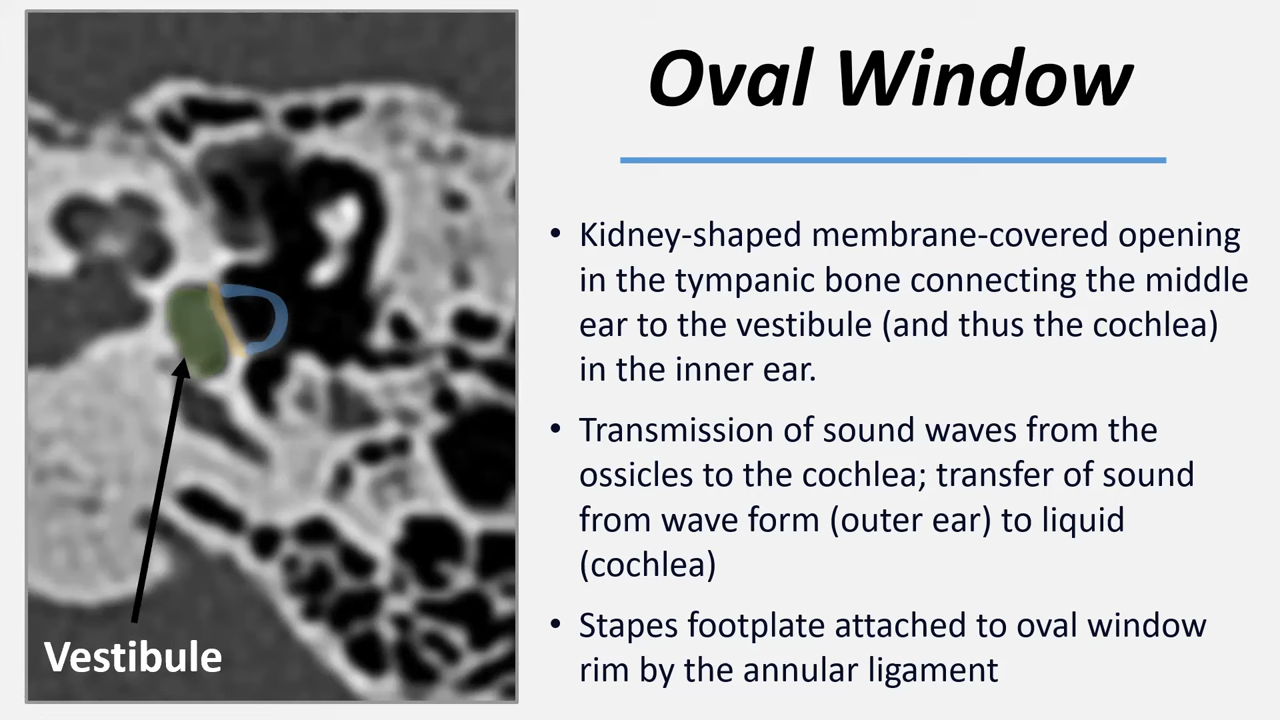 Oval Window
• Kidney-shaped membrane-covered opening
in the tympanic bone connecting the middle
ear to the vestibule (and thus the cochlea)
in the inner ear.
• Transmission of sound waves from the
ossicles to the cochlea; transfer of sound
from wave form (outer ear) to liquid
(cochlea)
• Stapes footplate attached to oval window
rim by the annular ligament
Vestibule